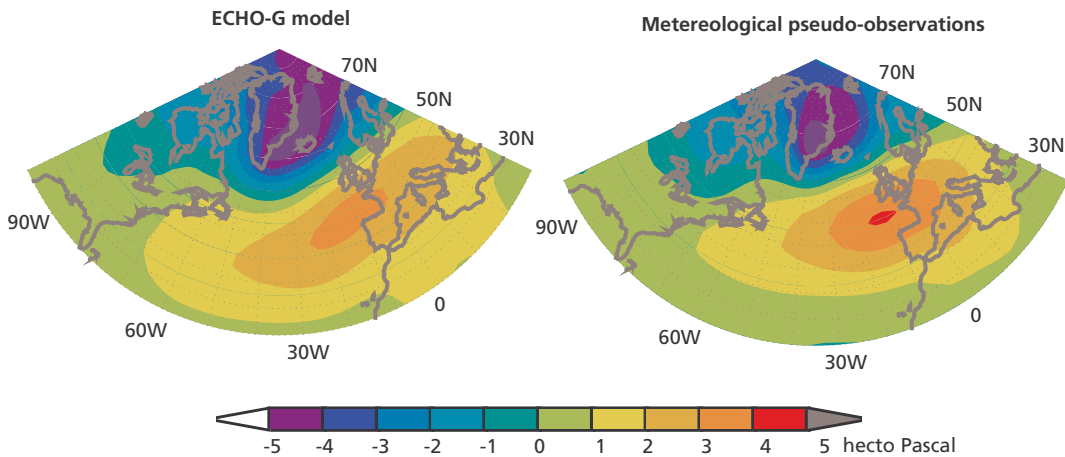 ECHO-G model
Metereological pseudo-observations
70N
50N
30N
90W
60W
30W
0
70N
50N
30N
90W
60W
30W
0
-5 -4 -3 -2 -1 0 1 2 3 4 5 hecto Pascal